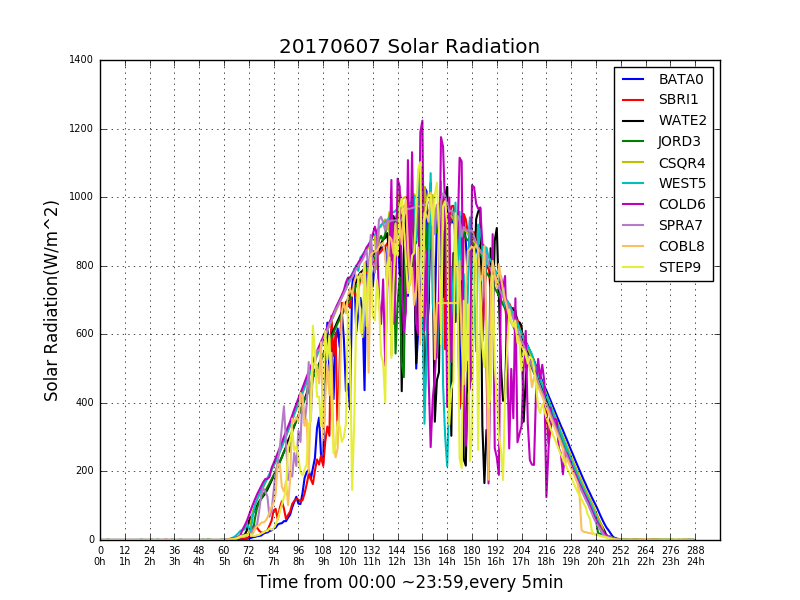 20170607 Solar Radiation
1400
1200
1000
800
600
400
200
0
Solar Radiation(W/m^2)
BATA0
SBRI1
WATE2
JORD3
CSQR4
WEST5
COLD6
SPRA7
COBL8
STEP9
0 12 24 36 48 60 72 84 96 108 120 132 144 156 168 180 192 204 216 228 240 252 264 276 288
0h 1h 2h 3h 4h 5h 6h 7h 8h 9h 10h 11h 12h 13h 14h 15h 16h 17h 18h 19h 20h 21h 22h 23h 24h
Time from 00:00 ~23:59,every 5min